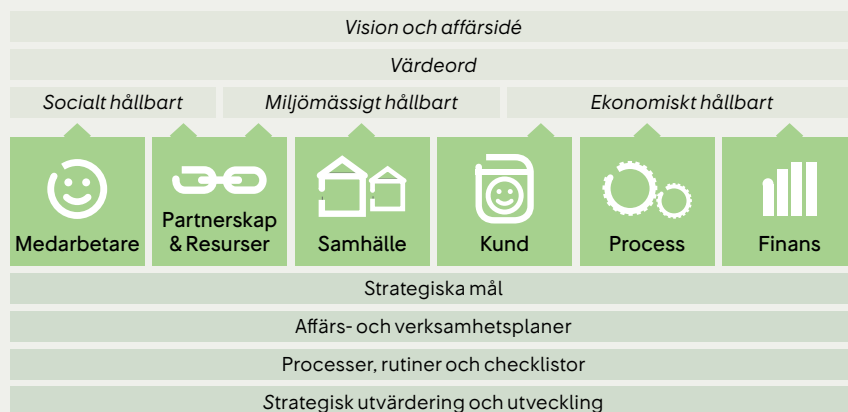 Vision och affärsidé
Värdeord
Socialt hållbart
Miljömässigt hållbart
Ekonomiskt hållbart
Medarbetare
Partnerskap
& Resurser
Samhälle
Kund
Process
Finans
Strategiska mål
Affärs- och verksamhetsplaner
Processer, rutiner och checklistor
Strategisk utvärdering och utveckling